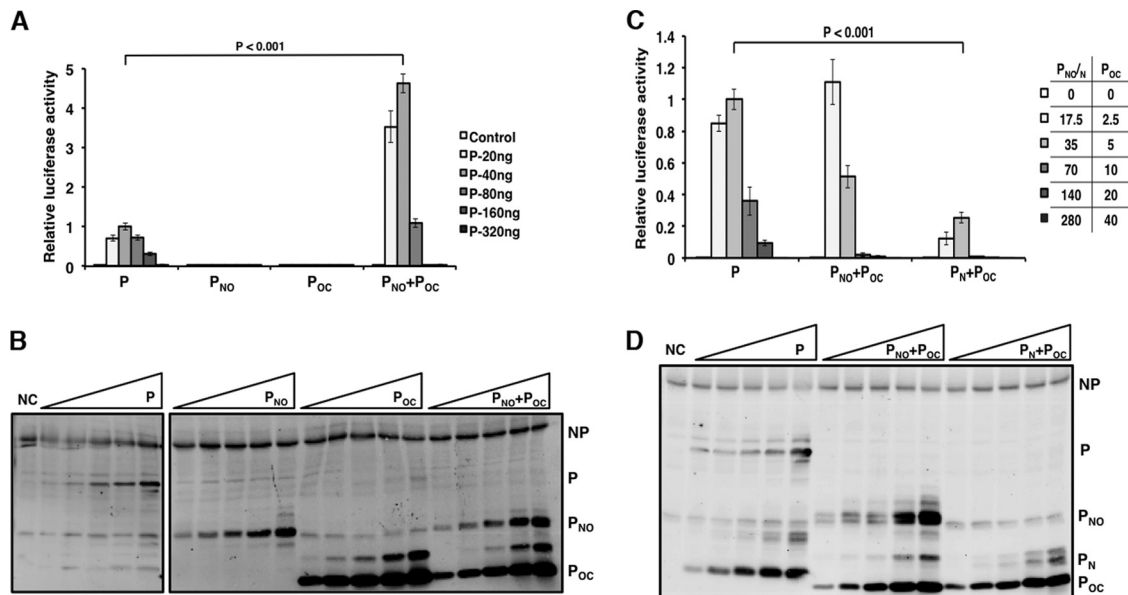 A
P < 0.001
Relative luciferase activity
5
4
3
2
1
0
P
PNO
POC
PNO+POC
Control
P-20ng
P-40ng
P-80ng
P-160ng
P-320ng
B
NC
P
PNO
POC
PNO+POC
NP
P
PNO
POC
C
P < 0.001
Relative luciferase activity
1.4
1.2
1
0.8
0.6
0.4
0.2
0
P
PNO+POC
PN+POC
PNO/N POC
0 0
17.5 2.5
35 5
70 10
140 20
280 40
D
NC
P
PNO+POC
PN+POC
NP
P
PNO
PN
POC